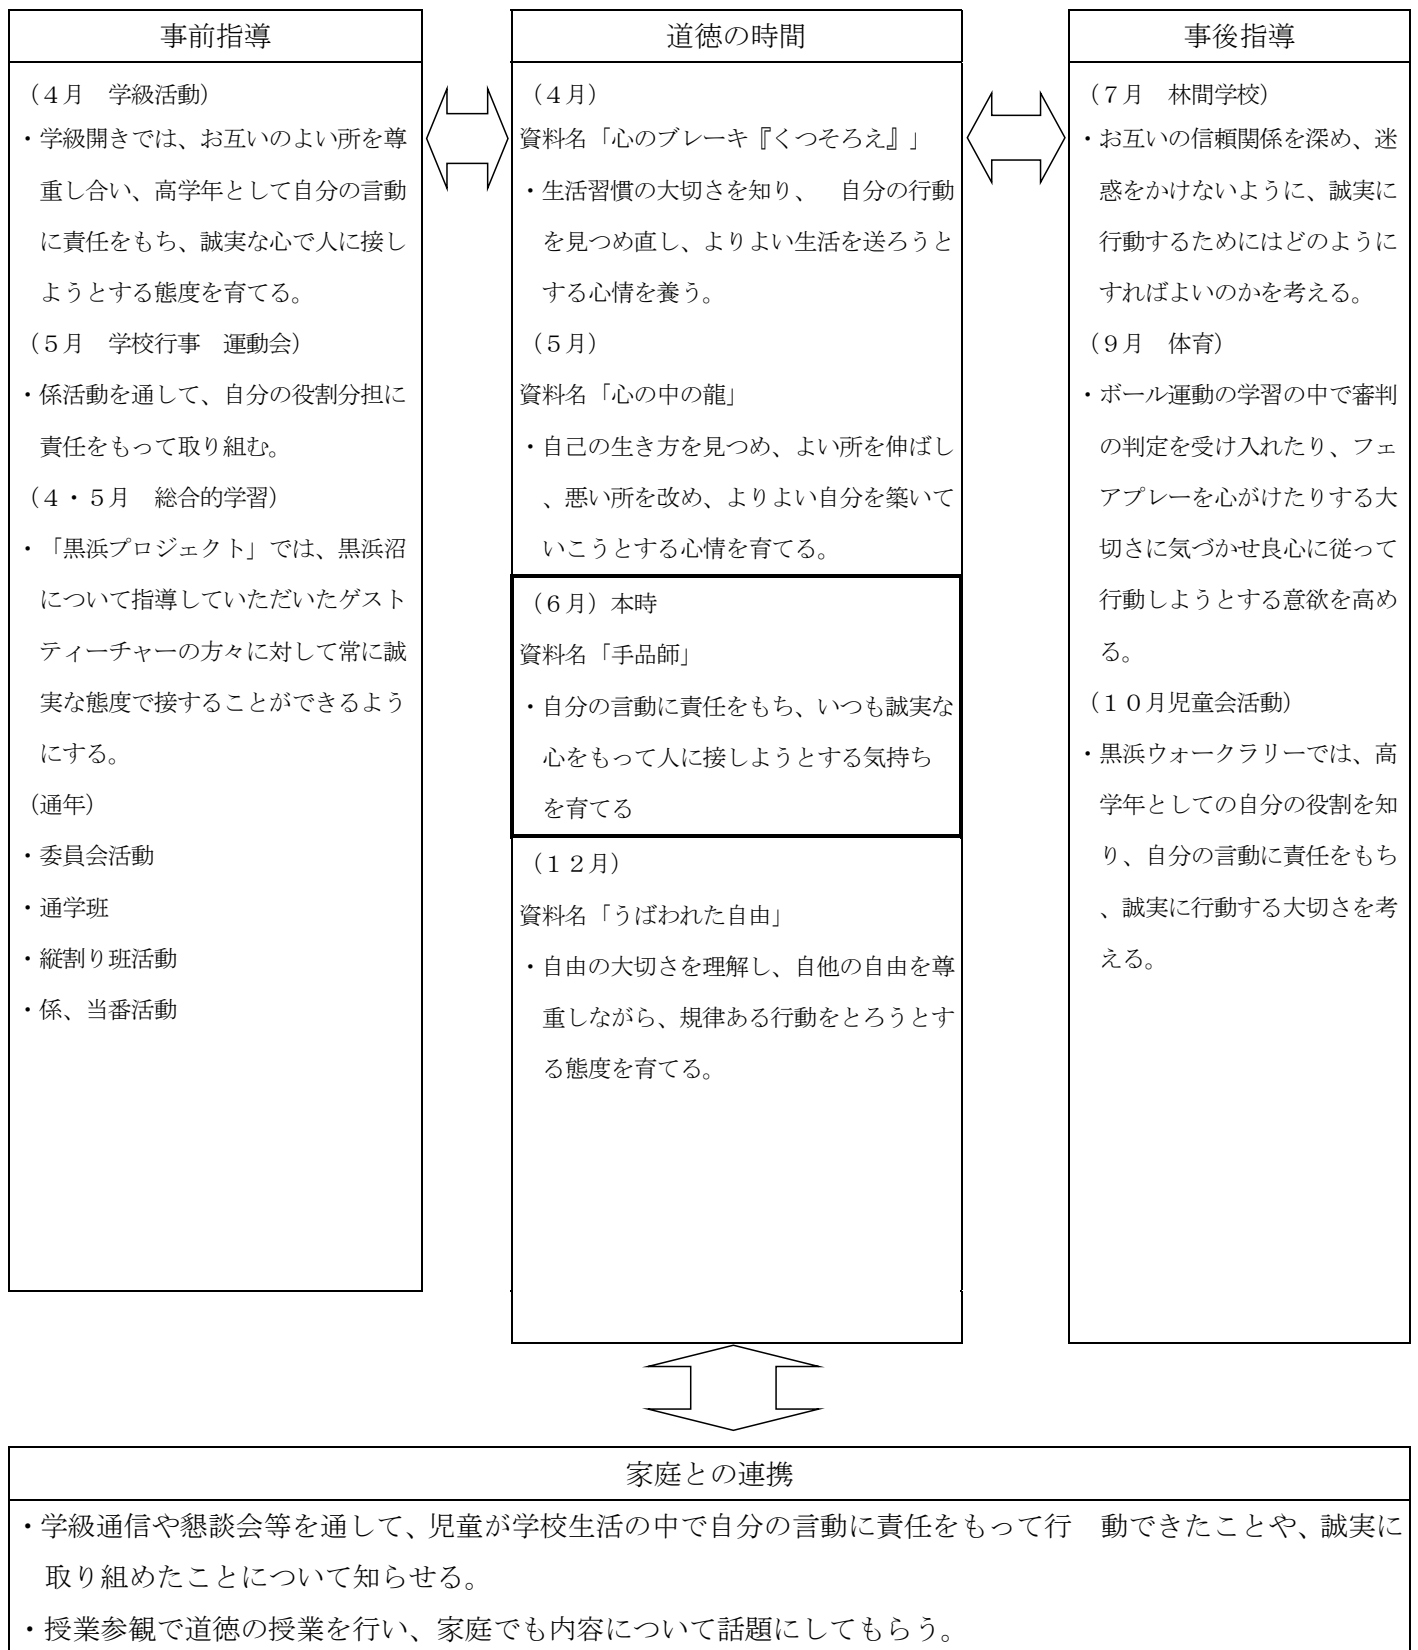 事前指導
（４月　学級活動）
・学級開きでは、お互いのよい所を尊
重し合い、高学年として自分の言動
に責任をもち、誠実な心で人に接し
ようとする態度を育てる。
（５月　学校行事　運動会）
・係活動を通して、自分の役割分担に
責任をもって取り組む。
（４・５月　総合的学習）
・「黒浜プロジェクト」では、黒浜沼
について指導していただいたゲスト
ティーチャーの方々に対して常に誠
実な態度で接することができるよう
にする。
（通年）
・委員会活動
・通学班
・縦割り班活動
・係、当番活動
道徳の時間
（４月）
資料名「心のブレーキ『くつそろえ』」
・生活習慣の大切さを知り、　自分の行動
を見つめ直し、よりよい生活を送ろうと
する心情を養う。
（５月）
資料名「心の中の龍」
・自己の生き方を見つめ、よい所を伸ばし
、悪い所を改め、よりよい自分を築いて
いこうとする心情を育てる。
（６月）本時
資料名「手品師」
・自分の言動に責任をもち、いつも誠実な
心をもって人に接しようとする気持ち
を育てる
（１２月）
資料名「うばわれた自由」
・自由の大切さを理解し、自他の自由を尊
重しながら、規律ある行動をとろうとす
る態度を育てる。
事後指導
（７月　林間学校）
・お互いの信頼関係を深め、迷
惑をかけないように、誠実に
行動するためにはどのように
すればよいのかを考える。
（９月　体育）
・ボール運動の学習の中で審判
の判定を受け入れたり、フェ
アプレーを心がけたりする大
切さに気づかせ良心に従って
行動しようとする意欲を高め
る。
（１０月児童会活動）
・黒浜ウォークラリーでは、高
学年としての自分の役割を知
り、自分の言動に責任をもち
、誠実に行動する大切さを考
える。
家庭との連携
・学級通信や懇談会等を通して、児童が学校生活の中で自分の言動に責任をもって行　動できたことや、誠実に
取り組めたことについて知らせる。
・授業参観で道徳の授業を行い、家庭でも内容について話題にしてもらう。